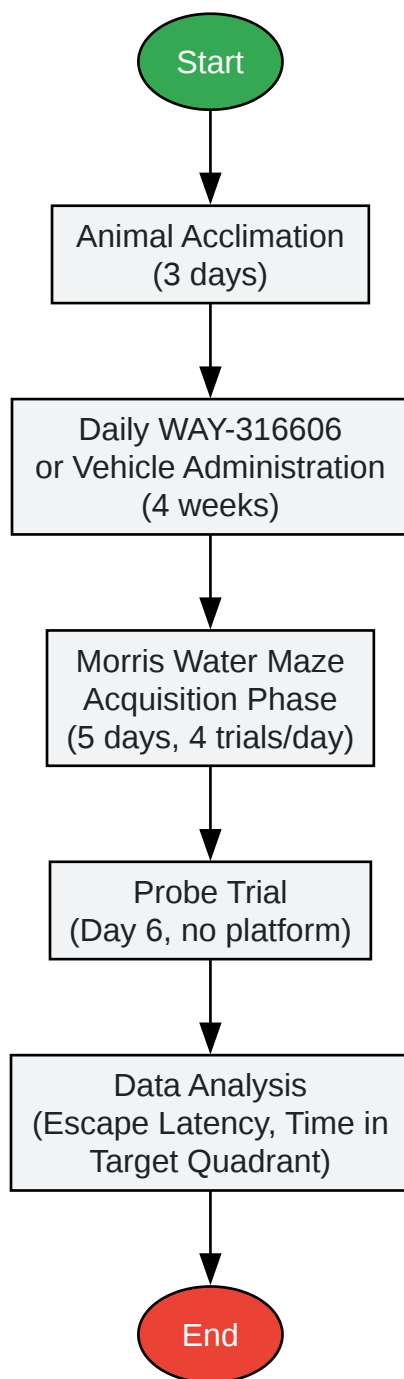 Start
Animal Acclimation
(3 days)
Daily WAY-316606
or Vehicle Administration
(4 weeks)
Morris Water Maze
Acquisition Phase
(5 days, 4 trials/day)
Probe Trial
(Day 6, no platform)
Data Analysis
(Escape Latency, Time in
Target Quadrant)
End